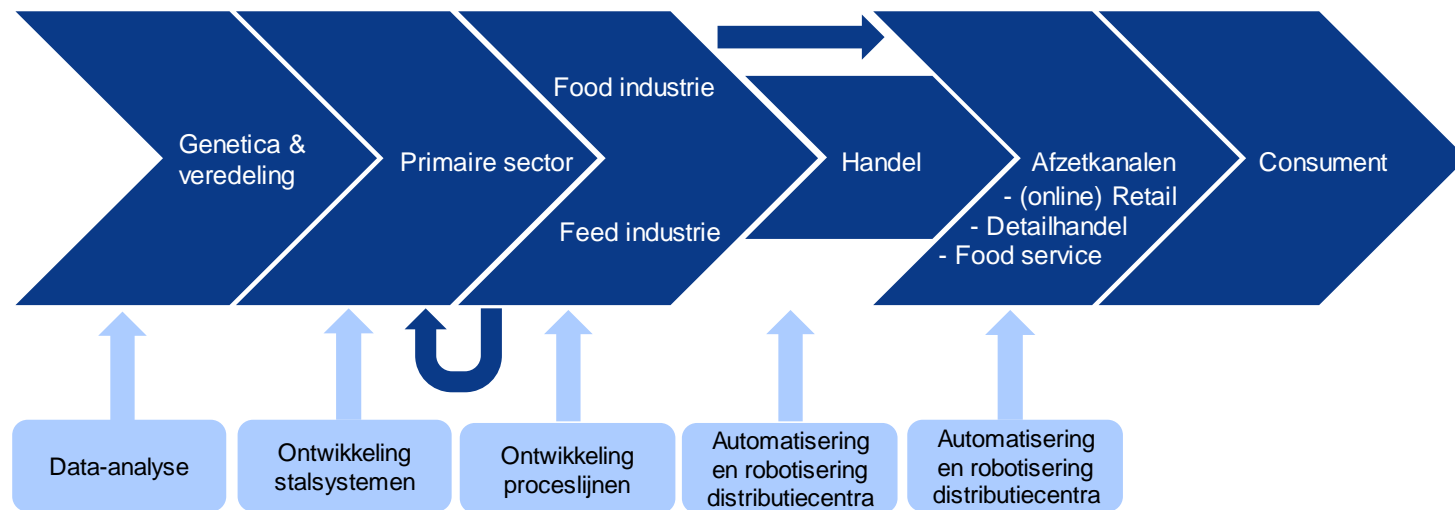 Genetica &
veredeling
Primaire sector
Food industrie
Feed industrie
Handel
Afzetkanalen
- (online) Retail
- Detailhandel
- Food service
Consument
Data-analyse
Ontwikkeling
stalsystemen
Ontwikkeling
proceslijnen
Automatisering
en robotisering
distributiecentra
Automatisering
en robotisering
distributiecentra